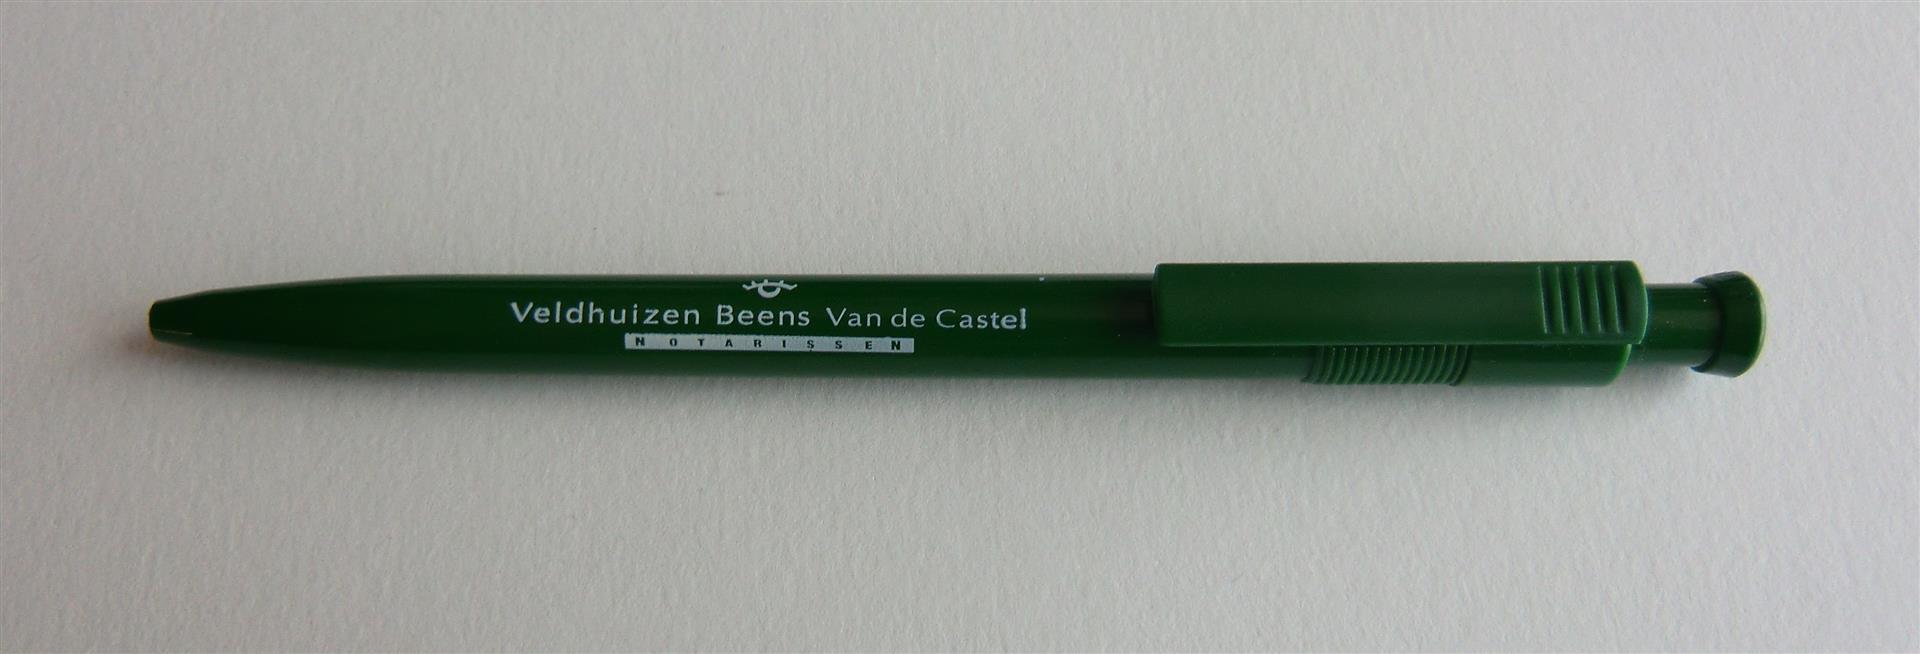 Veldhuizen Beens Van de Castel
NOTARISSEN